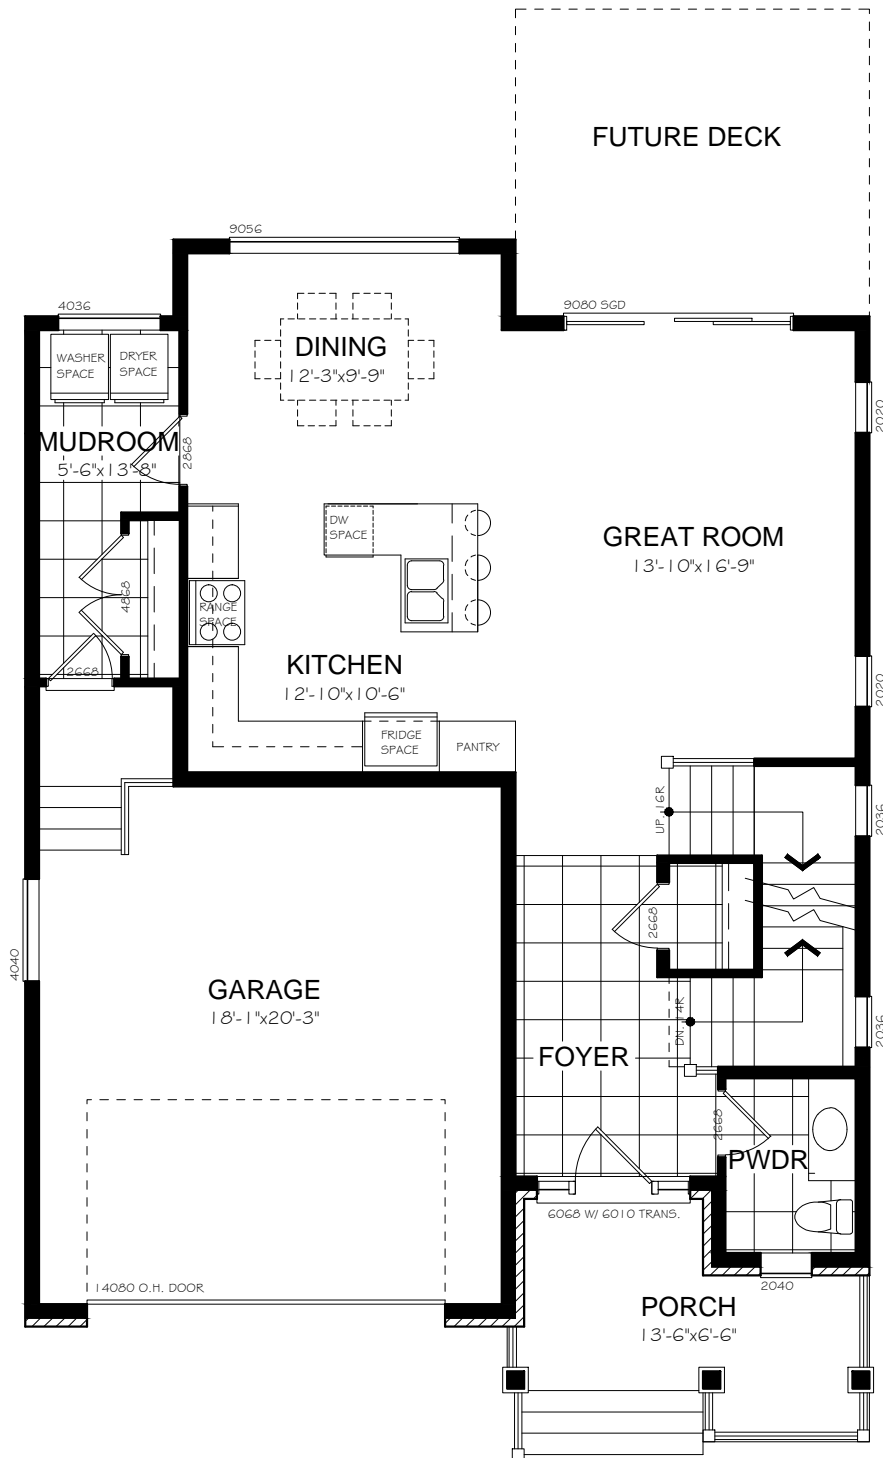 FUTURE DECK
9056
4036
9080 SGD
WASHER
SPACE
DRYER
SPACE
DINING
12'-3"x9'-9"
2020
MUDROOM
5'-6"x13'-8"
2868
DW
SPACE
GREAT ROOM
13'-10"x16'-9"
4868
RANGE
SPACE
KITCHEN
12'-10"x10'-6"
2668
2020
FRIDGE
SPACE
PANTRY
UP. 16R
2036
2668
4040
GARAGE
18'-1"x20'-3"
DN. 14R
2036
FOYER
2668
PWDR
6068 W/ 6010 TRANS.
14080 O.H. DOOR
2040
PORCH
13'-6"x6'-6"